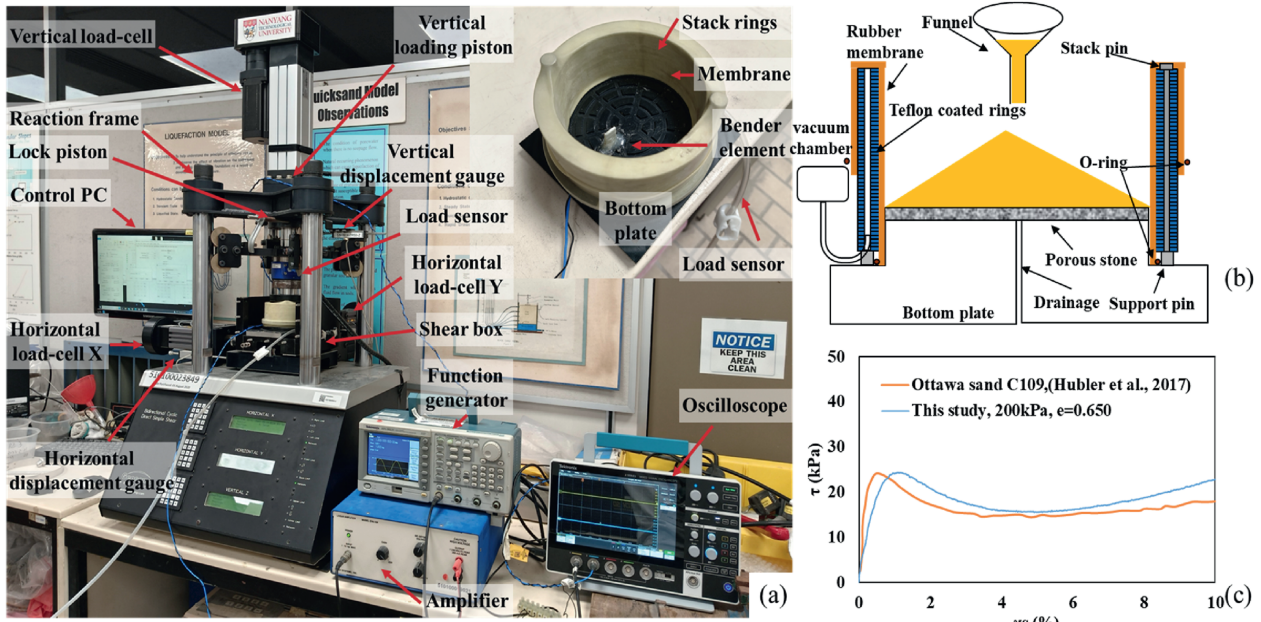 Vertical load-cell
NANYANG
TECHNOLOGICAL
UNIVERSITY
Vertical
loading piston
Quicksand Model
Observations
Reaction frame
LIQUEFACTION MODEL
Lock piston
Vertical
displacement gauge
Control PC
Load sensor
Horizontal
load-cell Y
Horizontal
load-cell X
Shear box
Function
generator
Oscilloscope
Horizontal
displacement gauge
Amplifier
NOTICE
KEEP THIS
AREA
CLEAN
Bidirectional Cyclic
Direct Simple Shear
HORIZONTAL X
HORIZONTAL Y
VERTICAL Z
Stack rings
Membrane
Bender
element
Bottom
plate
Load sensor
(a)
Funnel
Rubber
membrane
Stack pin
Teflon coated rings
vacuum
chamber
O-ring
Porous stone
Drainage
Support pin
Bottom plate
(b)
50
40
30
20
10
0
τ (kPa)
Ottawa sand C109,(Hubler et al., 2017)
This study, 200kPa, e=0.650
0 2 4 6 8 10
(c)